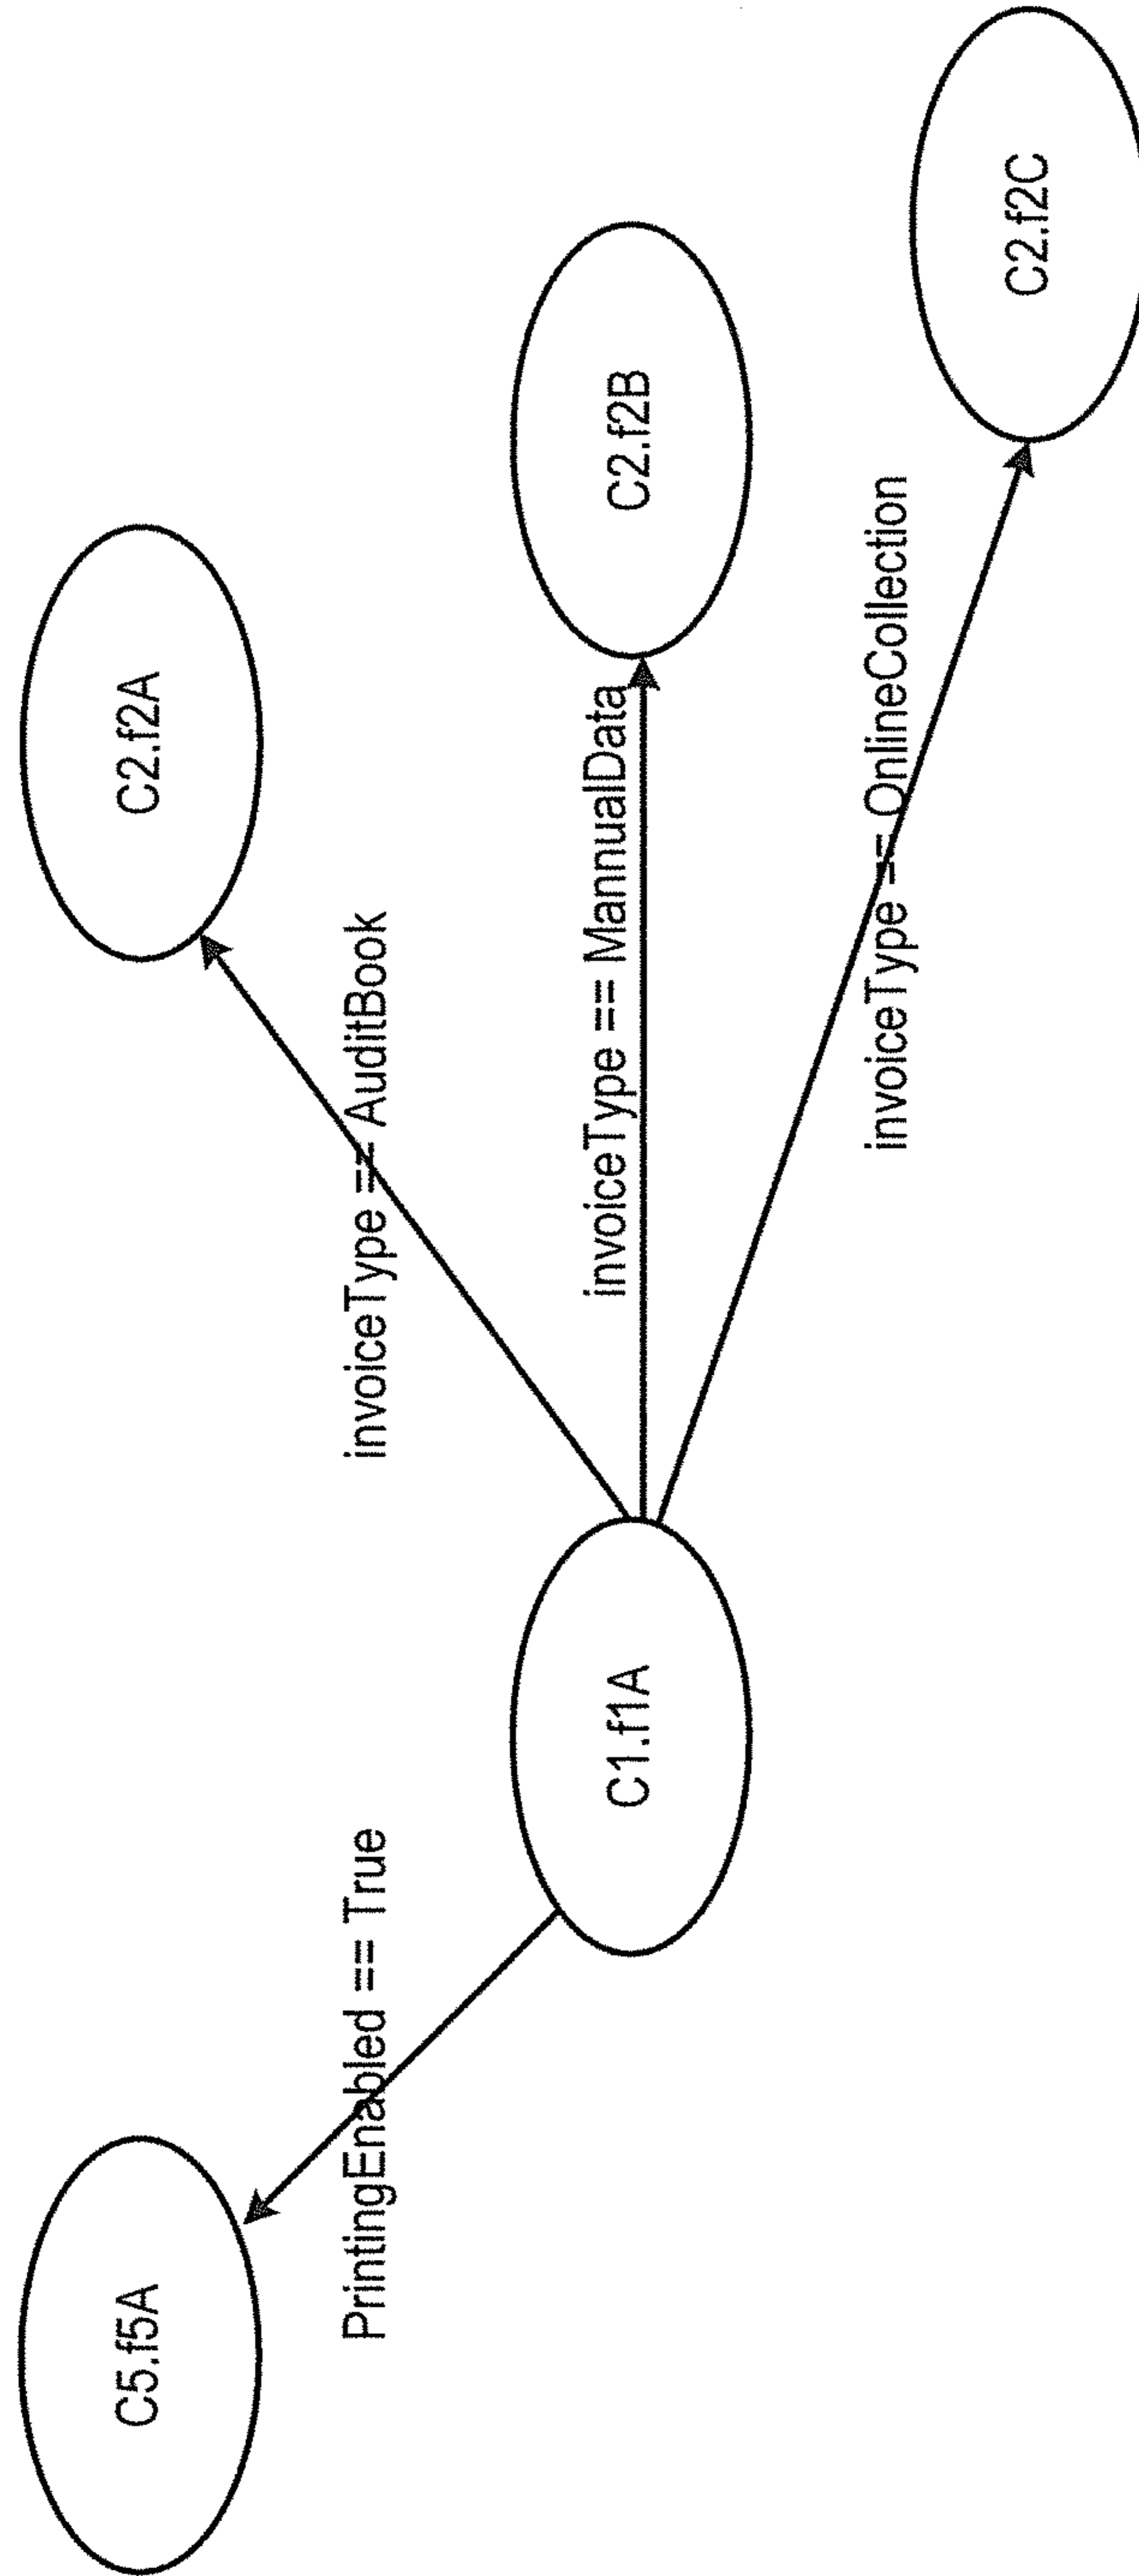 C5.f5A
C2.f2A
PrintingEnabled == True
invoiceType == AuditBook
C1.f1A
invoiceType == MannualData
C2.f2B
invoiceType == OnlineCollection
C2.f2C